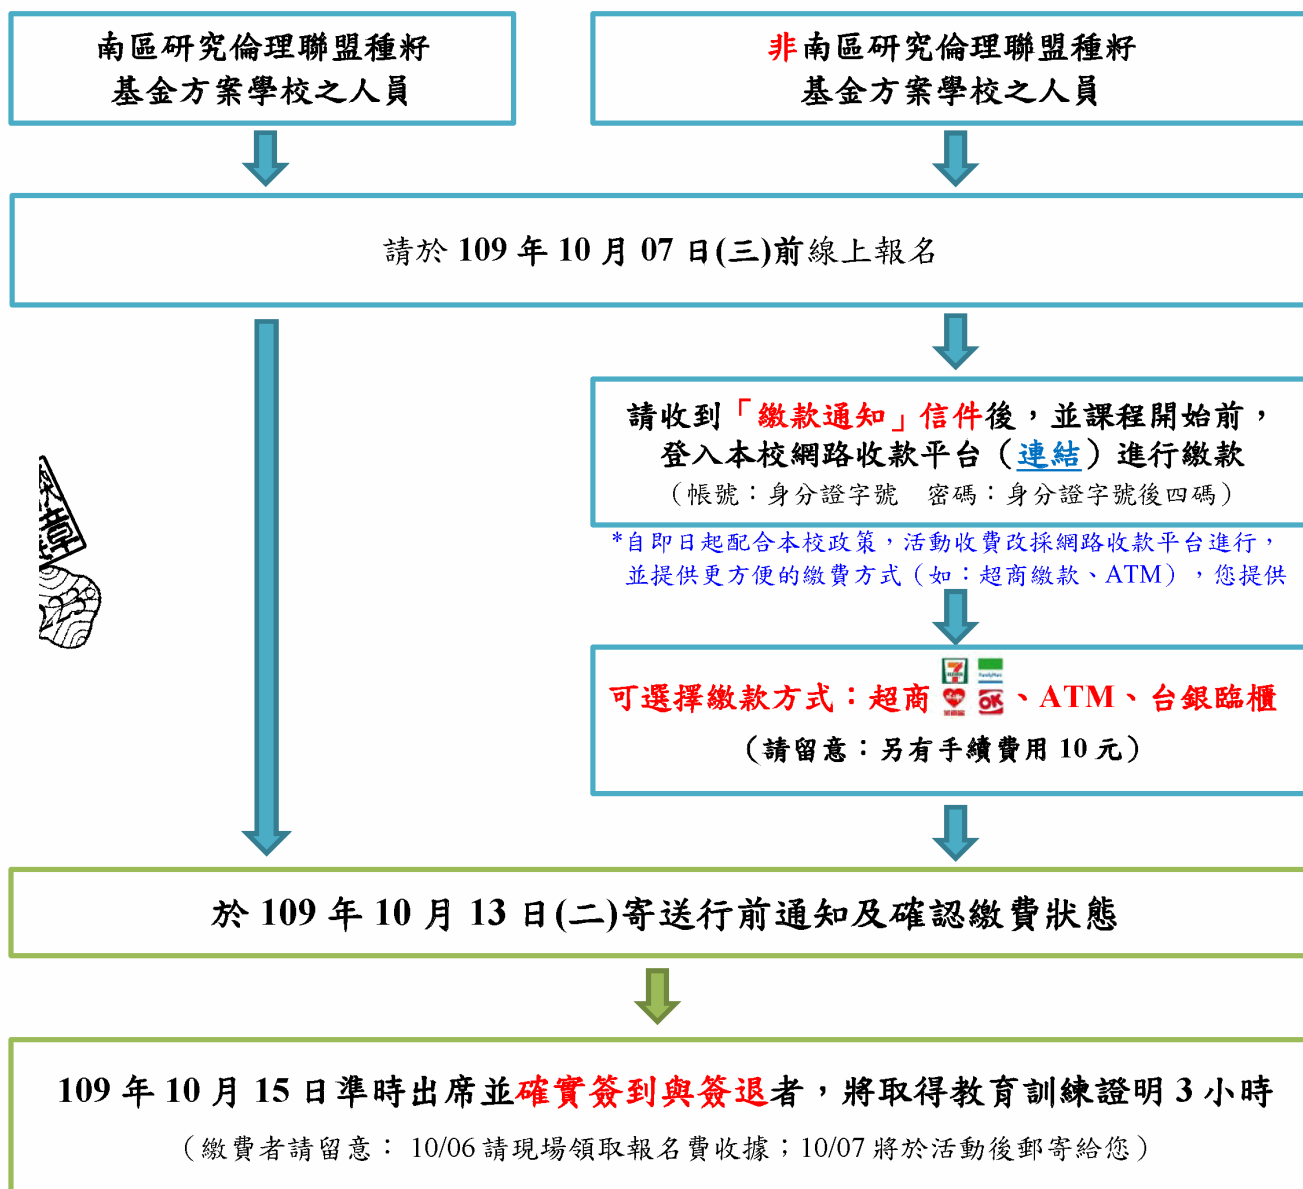 南區研究倫理聯盟種籽
基金方案學校之人員
非南區研究倫理聯盟種籽
基金方案學校之人員
請於 109 年 10 月 07 日(三)前線上報名
請收到「繳款通知」信件後，並課程開始前，
登入本校網路收款平台（連結）進行繳款
（帳號：身分證字號　密碼：身分證字號後四碼）
*自即日起配合本校政策，活動收費改採網路收款平台進行，
並提供更方便的繳費方式（如：超商繳款、ATM），您提供
可選擇繳款方式：超商 7 FamilyMart OK 、ATM、台銀臨櫃
（請留意：另有手續費用 10 元）
於 109 年 10 月 13 日(二)寄送行前通知及確認繳費狀態
109 年 10 月 15 日準時出席並確實簽到與簽退者，將取得教育訓練證明 3 小時
（繳費者請留意： 10/06 請現場領取報名費收據；10/07 將於活動後郵寄給您）
章